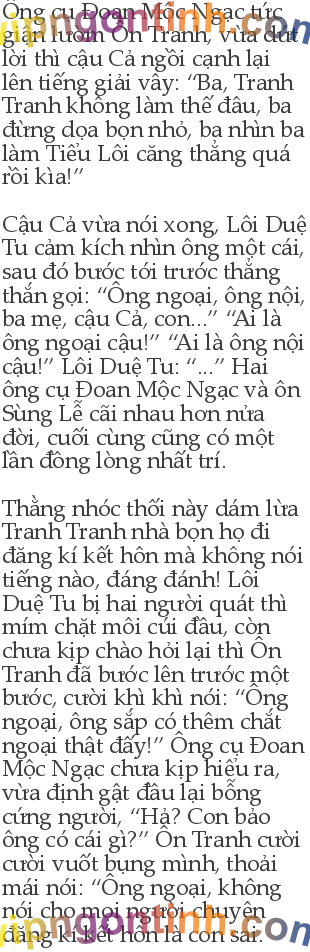 Ông cụ Đoan Mộc Ngạc tức
giận lườm Ôn Tranh, vừa dứt
lời thì cậu Cả ngồi cạnh lại
lên tiếng giải vây: “Ba, Tranh
Tranh không làm thế đâu, ba
đừng dọa bọn nhỏ, ba nhìn ba
làm Tiểu Lôi căng thẳng quá
rồi kìa!”
Cậu Cả vừa nói xong, Lôi Duệ
Tu cảm kích nhìn ông một cái,
sau đó bước tới trước thẳng
thắn gọi: “Ông ngoại, ông nội,
ba mẹ, cậu Cả, con...” “Ai là
ông ngoại cậu!” “Ai là ông nội
cậu!” Lôi Duệ Tu: “...” Hai
ông cụ Đoan Mộc Ngạc và ôn
Sùng Lễ cãi nhau hơn nửa
đời, cuối cùng cũng có một
lần đồng lòng nhất trí.
Thằng nhóc thối này dám lừa
Tranh Tranh nhà bọn họ đi
đăng kí kết hôn mà không nói
tiếng nào, đáng đánh! Lôi
Duệ Tu bị hai người quát thì
mím chặt môi cúi đầu, còn
chưa kịp chào hỏi lại thì Ôn
Tranh đã bước lên trước một
bước, cười khì khì nói: “Ông
ngoại, ông sắp có thêm chắt
ngoại thật đấy!” Ông cụ Đoan
Mộc Ngạc chưa kịp hiểu ra,
vừa định gật đầu lại bỗng
cứng người, “Hả? Con bảo
ông có cái gì?” Ôn Tranh cười
cười vuốt bụng mình, thoải
mái nói: “Ông ngoại, không
nói cho mọi người chuyện
đăng kí kết hôn là con sai
vipngontinh.com
vipngontinh.com